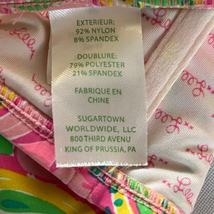 EXTERIEUR:
92% NYLON
8% SPANDEX
DOUBLURE:
79% POLYESTER
21% SPANDEX
FABRIQUE EN
CHINE
SUGARTOWN
WORLDWIDE, LLC
800 THIRD AVENUE
KING OF PRUSSIA, PA